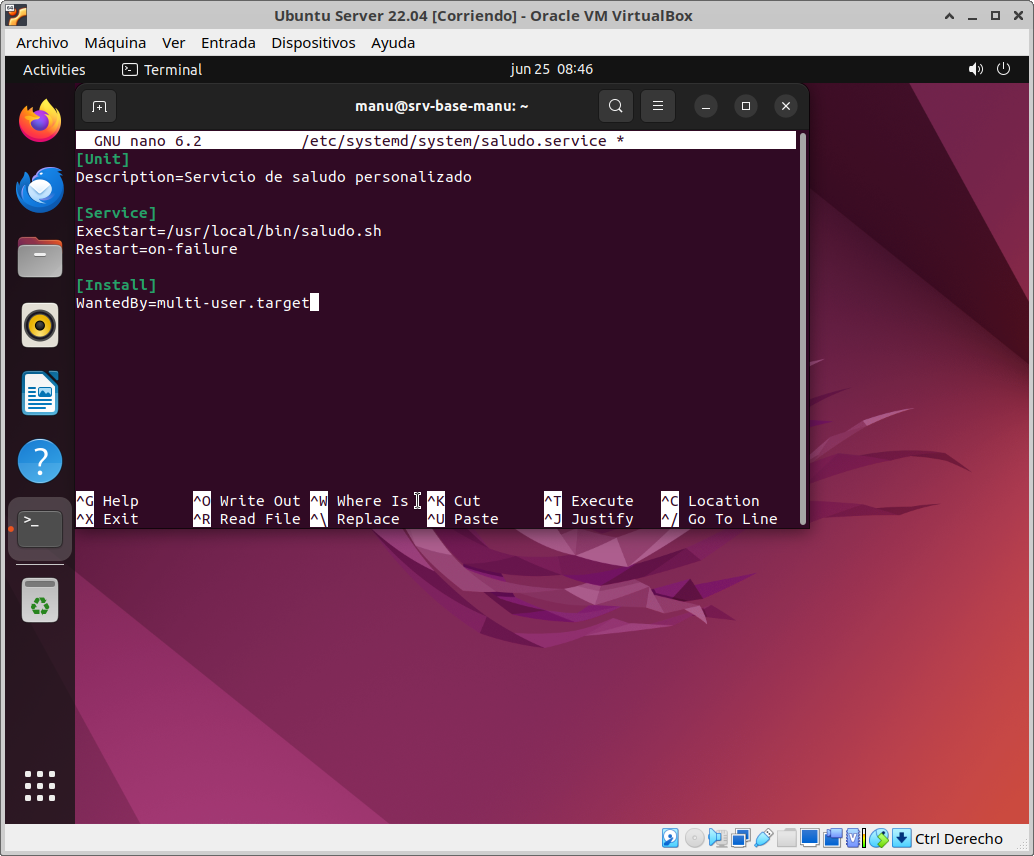 Ubuntu Server 22.04 [Corriendo] - Oracle VM VirtualBox
Archivo Máquina Ver Entrada Dispositivos Ayuda
Activities Terminal jun 25 08:46
manu@srv-base-manu: ~
GNU nano 6.2 /etc/systemd/system/saludo.service *
[Unit]
Description=Servicio de saludo personalizado
[Service]
ExecStart=/usr/local/bin/saludo.sh
Restart=on-failure
[Install]
WantedBy=multi-user.target
^G Help ^O Write Out ^W Where Is ^K Cut ^T Execute ^C Location
^X Exit ^R Read File ^\ Replace ^U Paste ^J Justify ^/ Go To Line
Ctrl Derecho